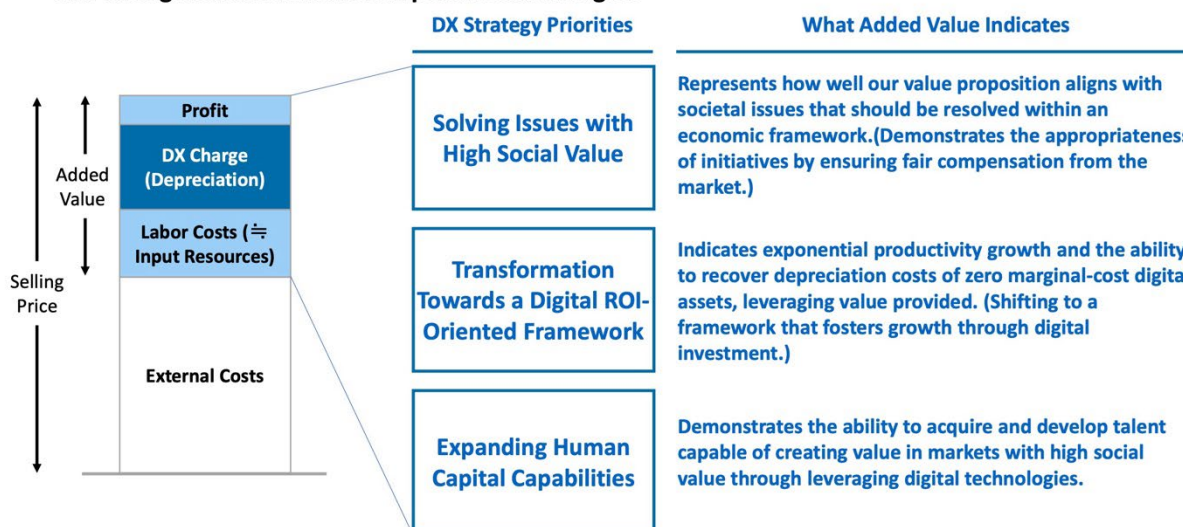 DX Strategy Priorities
What Added Value Indicates
Selling
Price
Added
Value
Profit
DX Charge
(Depreciation)
Labor Costs (≒
Input Resources)
External Costs
Solving Issues with
High Social Value
Represents how well our value proposition aligns with
societal issues that should be resolved within an
economic framework.(Demonstrates the appropriateness
of initiatives by ensuring fair compensation from the
market.)
Transformation
Towards a Digital ROI-
Oriented Framework
Indicates exponential productivity growth and the ability
to recover depreciation costs of zero marginal-cost digital
assets, leveraging value provided. (Shifting to a
framework that fosters growth through digital
investment.)
Expanding Human
Capital Capabilities
Demonstrates the ability to acquire and develop talent
capable of creating value in markets with high social
value through leveraging digital technologies.